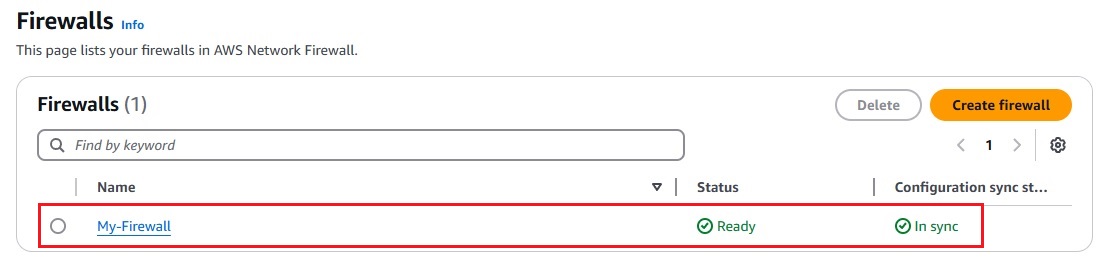 Firewalls Info
This page lists your firewalls in AWS Network Firewall.
Firewalls (1) Delete Create firewall
Find by keyword 1
Name Status Configuration sync st...
My-Firewall Ready In sync